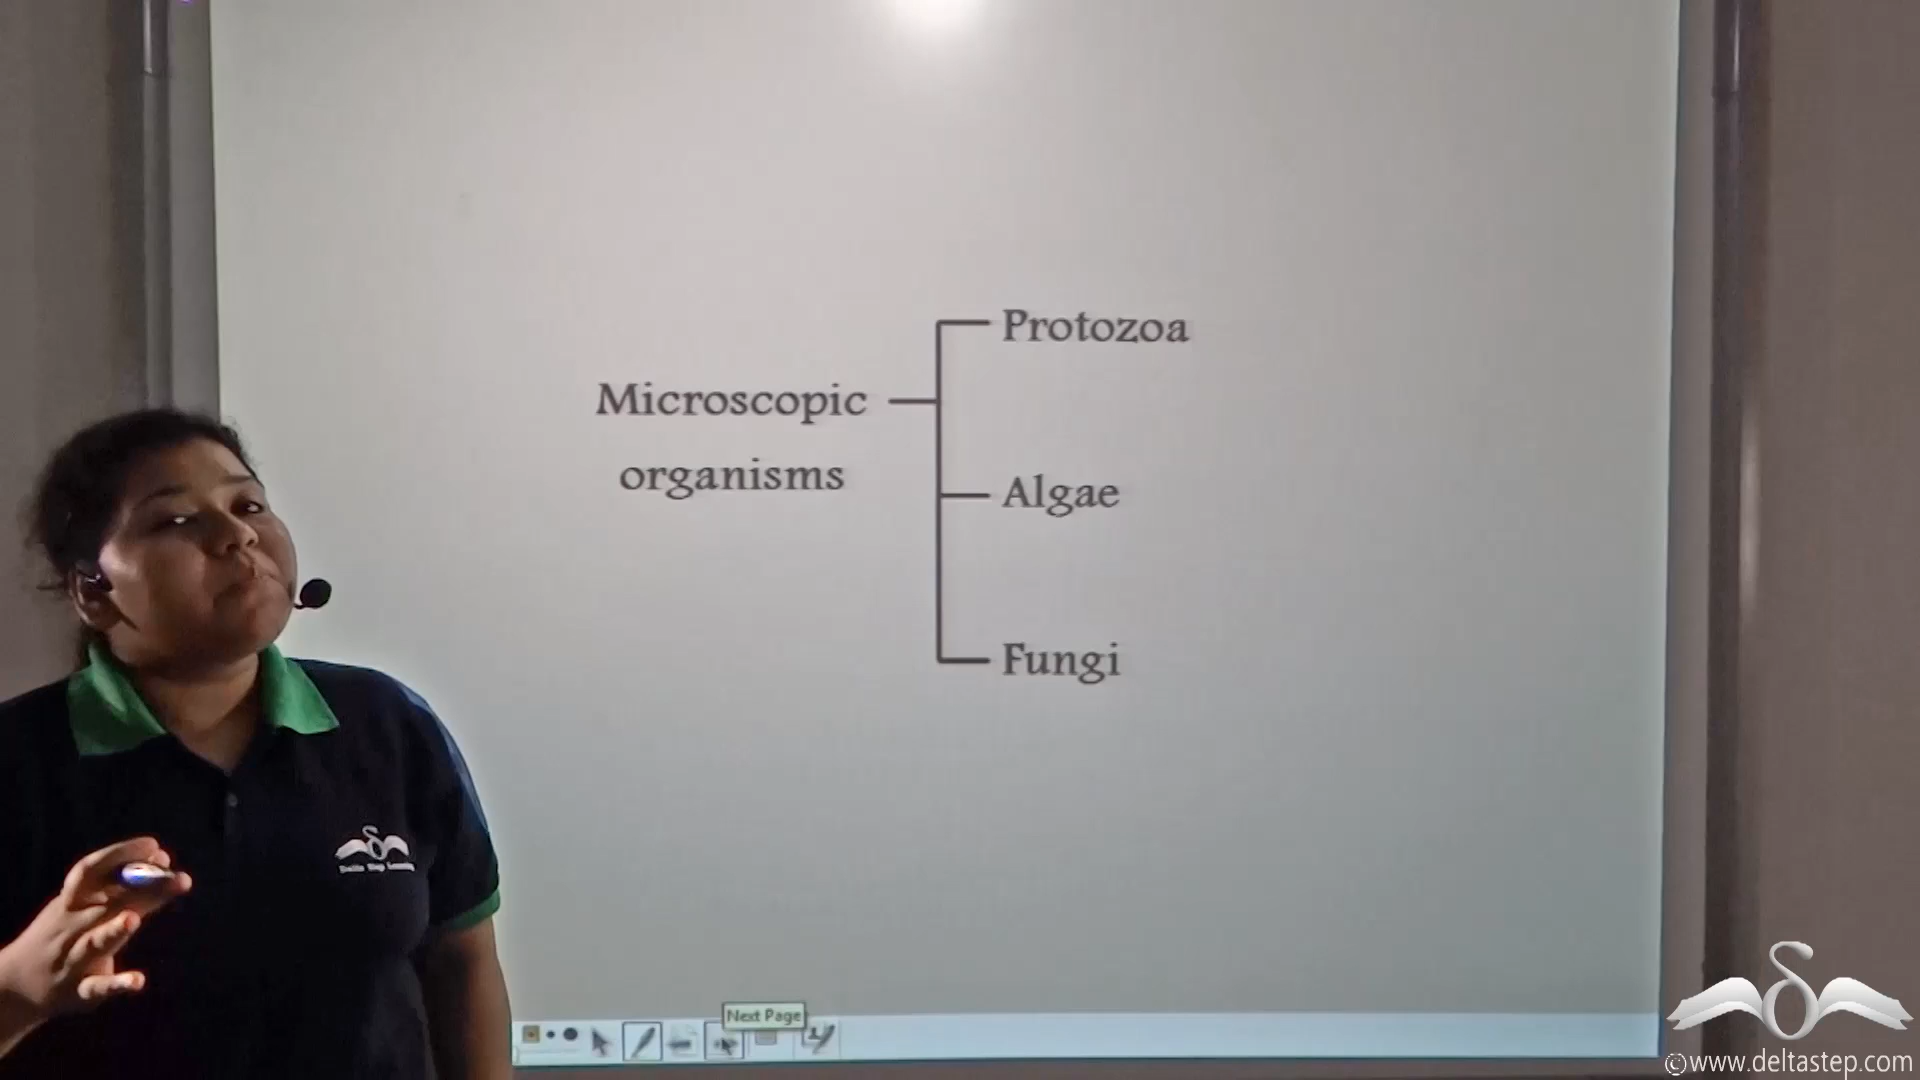 Protozoa
Microscopic
organisms
Algae
Fungi
Next Page
©www.deltastep.com